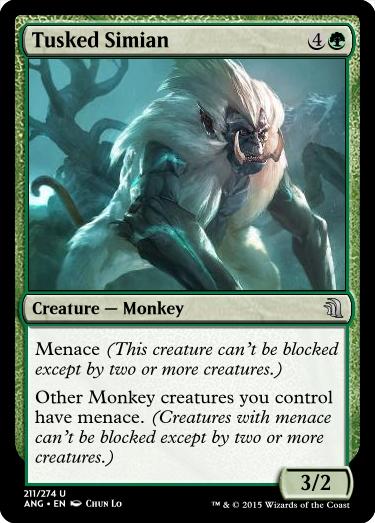 Tusked Simian 4
Creature — Monkey
Menace (This creature can't be blocked
except by two or more creatures.)
Other Monkey creatures you control
have menace. (Creatures with menace
can't be blocked except by two or more
creatures.)
3/2
211/274 U
ANG • EN Chun Lo
™ & © 2015 Wizards of the Coast